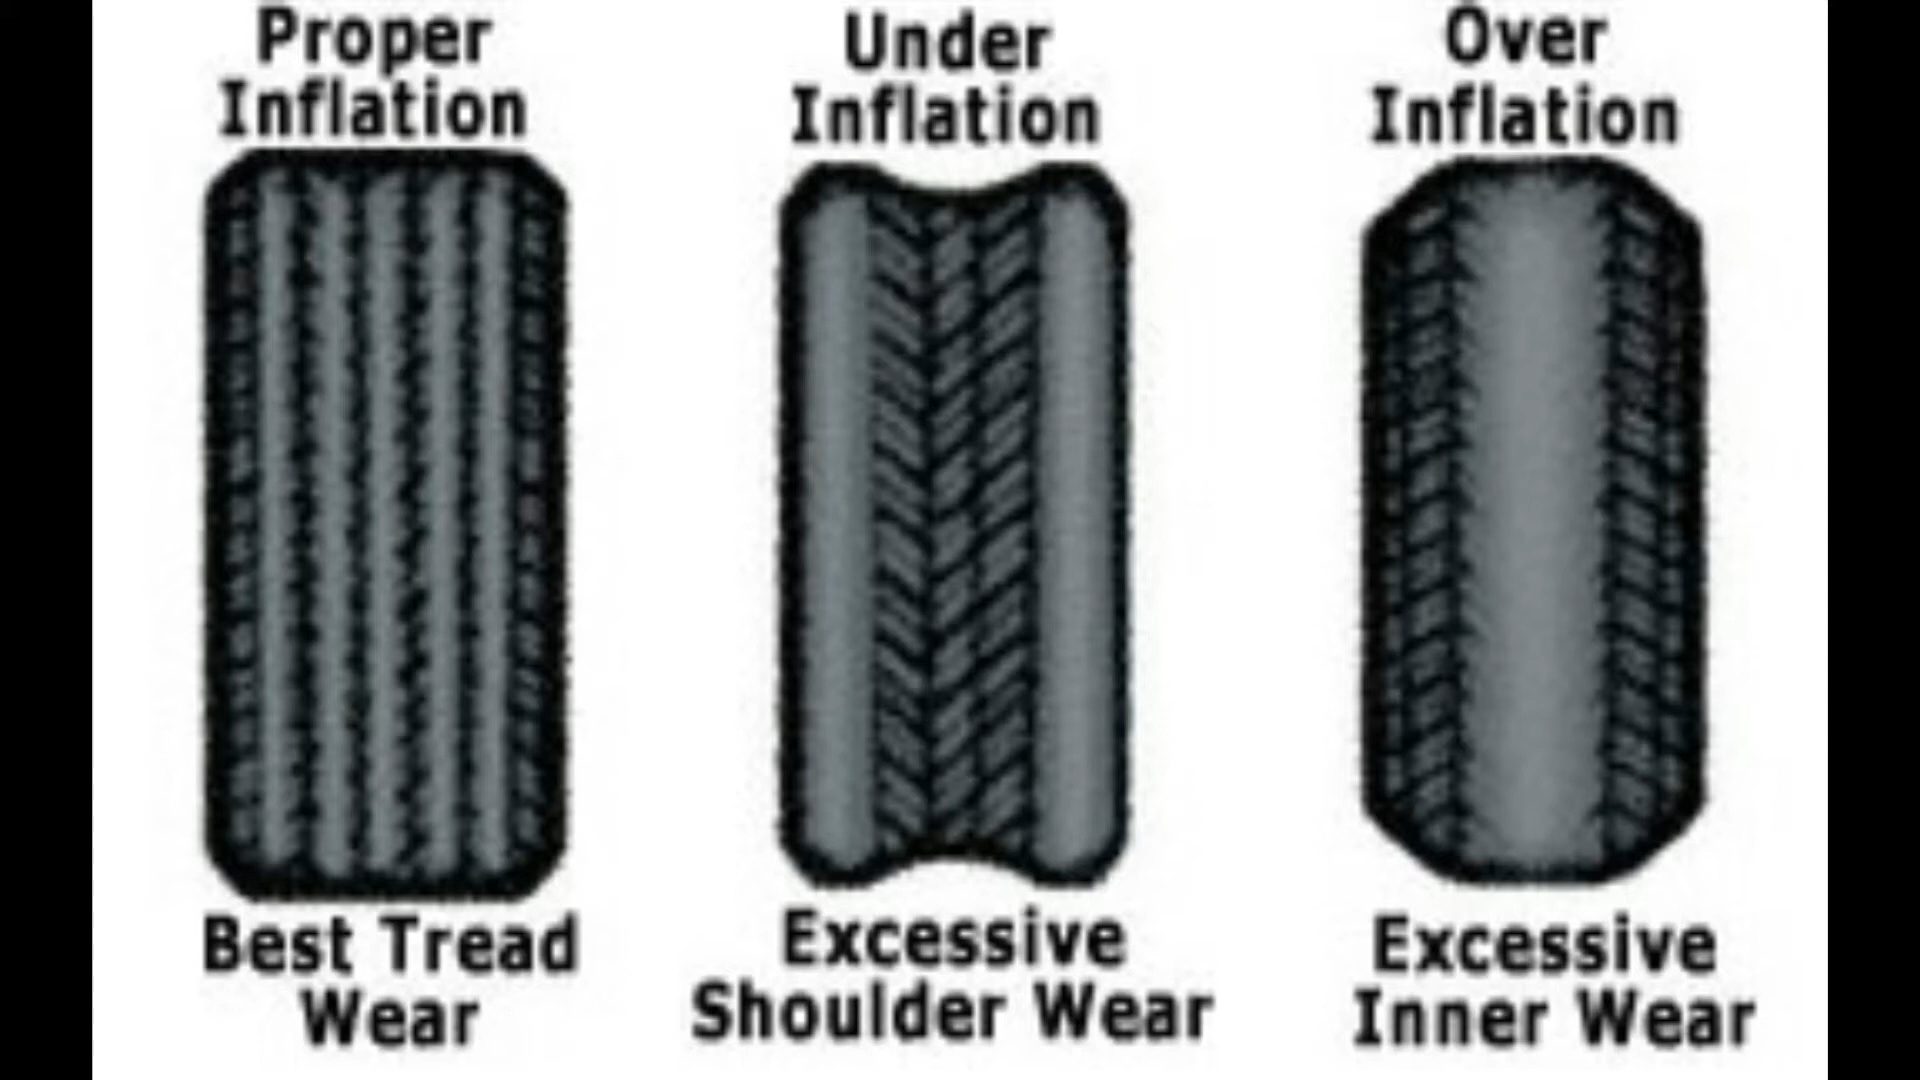 Proper
Inflation
Under
Inflation
Over
Inflation
Best Tread
Wear
Excessive
Shoulder Wear
Excessive
Inner Wear